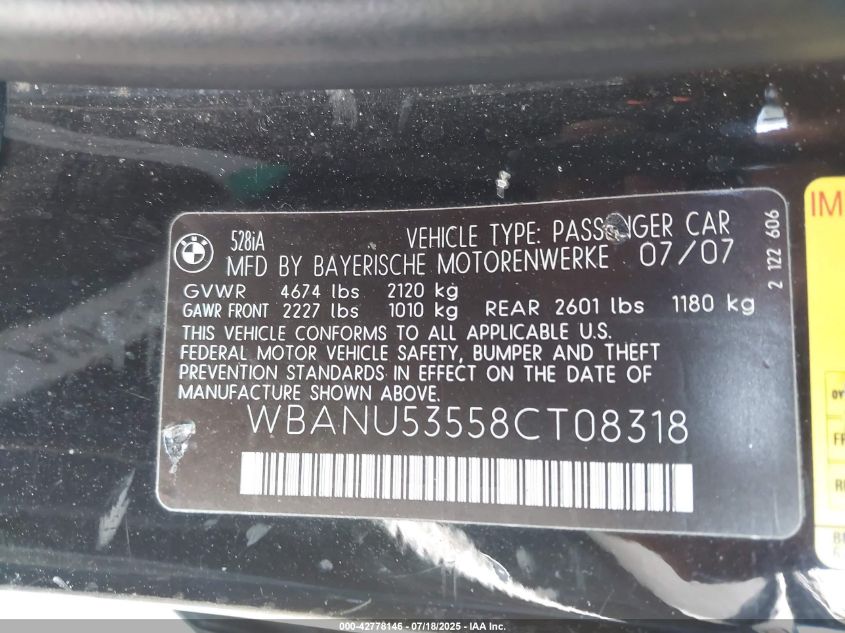 528iA VEHICLE TYPE: PASSENGER CAR
MFD BY BAYERISCHE MOTORENWERKE 07/07
GVWR 4674 lbs 2120 kg
GAWR FRONT 2227 lbs 1010 kg REAR 2601 lbs 1180 kg
THIS VEHICLE CONFORMS TO ALL APPLICABLE U.S.
FEDERAL MOTOR VEHICLE SAFETY, BUMPER AND THEFT
PREVENTION STANDARDS IN EFFECT ON THE DATE OF
MANUFACTURE SHOWN ABOVE.
WBANU53558CT08318
2 122 606
IM
000-42778146 - 07/18/2025 - IAA Inc.